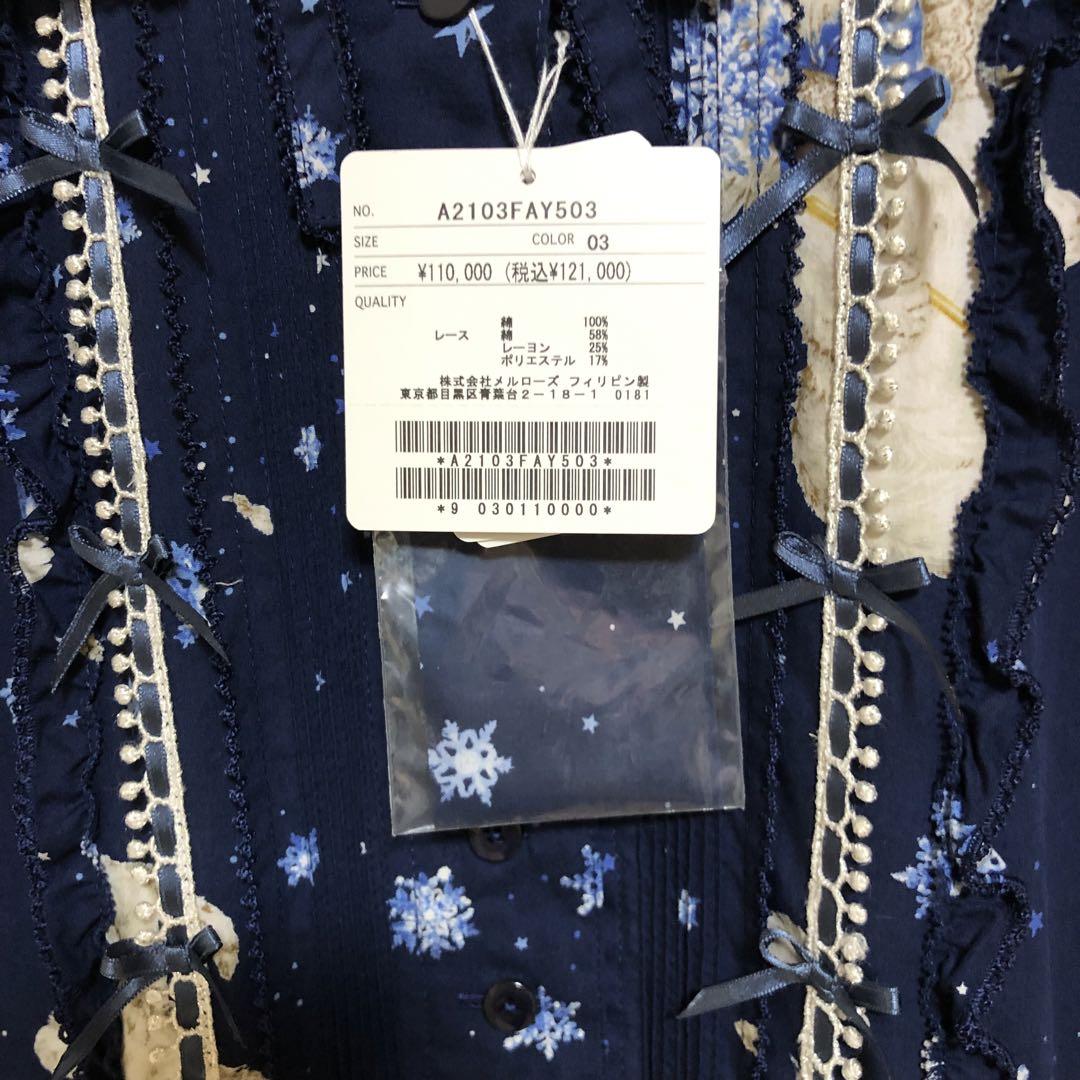 NO. A2103FAY503
SIZE COLOR 03
PRICE ¥110,000 (税込¥121,000)
QUALITY
綿 100%
レース 綿 58%
レーヨン 25%
ポリエステル 17%
株式会社メルローズ フィリピン製
東京都目黒区青葉台2-18-1 0181
*A2103FAY503*
*9 030110000*